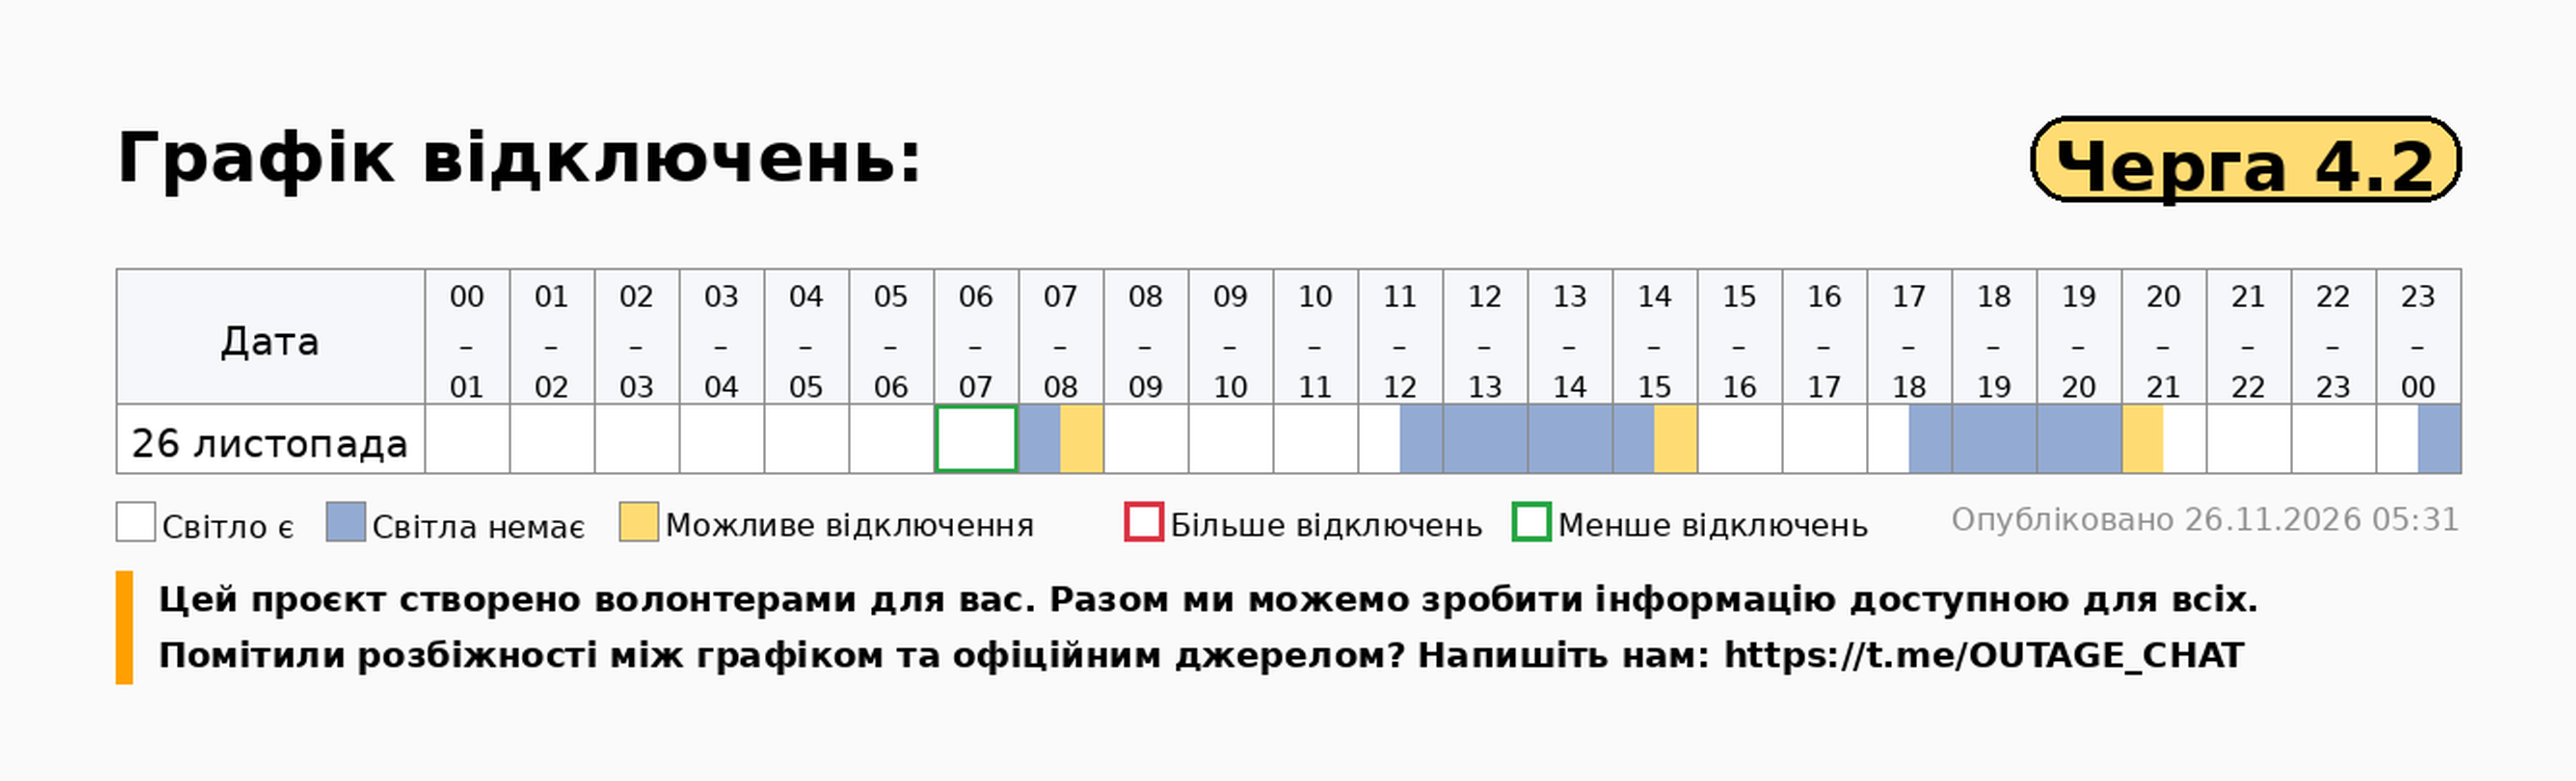 Графік відключень:
Черга 4.2
Дата 00 – 01 01 – 02 02 – 03 03 – 04 04 – 05 05 – 06 06 – 07 07 – 08 08 – 09 09 – 10 10 – 11 11 – 12 12 – 13 13 – 14 14 – 15 15 – 16 16 – 17 17 – 18 18 – 19 19 – 20 20 – 21 21 – 22 22 – 23 23 – 00
26 листопада
Світло є Світла немає Можливе відключення Більше відключень Менше відключень Опубліковано 26.11.2026 05:31
Цей проєкт створено волонтерами для вас. Разом ми можемо зробити інформацію доступною для всіх.
Помітили розбіжності між графіком та офіційним джерелом? Напишіть нам: https://t.me/OUTAGE_CHAT